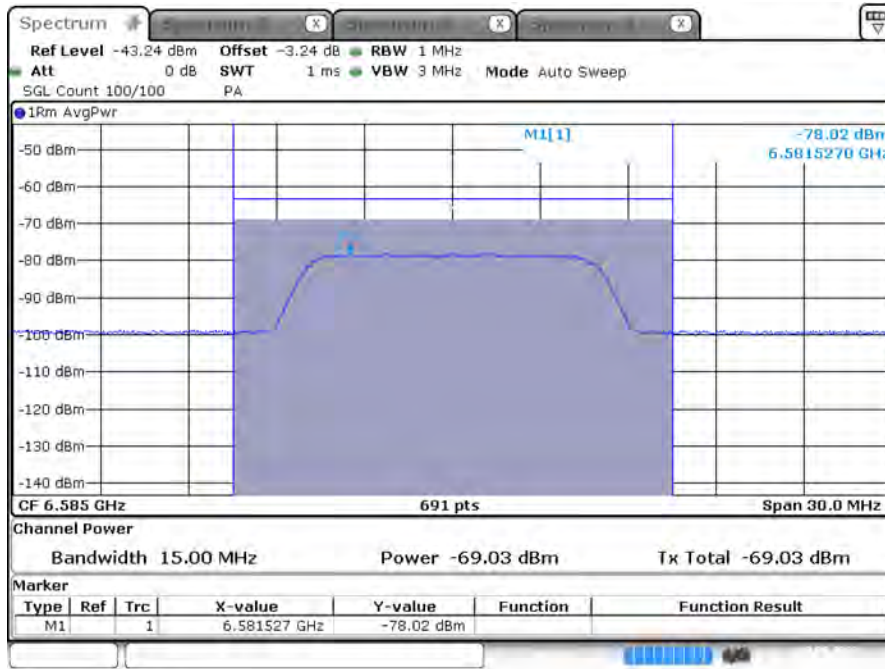 Spectrum
Ref Level -43.24 dBm Offset -3.24 dB RBW 1 MHz
Att 0 dB SWT 1 ms VBW 3 MHz Mode Auto Sweep
SGL Count 100/100 PA
1Rm AvgPwr
M1[1] -78.02 dBm
6.5815270 GHz
-50 dBm
-60 dBm
-70 dBm
-80 dBm
-90 dBm
-100 dBm
-110 dBm
-120 dBm
-130 dBm
-140 dBm
CF 6.585 GHz 691 pts Span 30.0 MHz
Channel Power
Bandwidth 15.00 MHz Power -69.03 dBm Tx Total -69.03 dBm
Marker
Type Ref Trc X-value Y-value Function Function Result
M1 1 6.581527 GHz -78.02 dBm